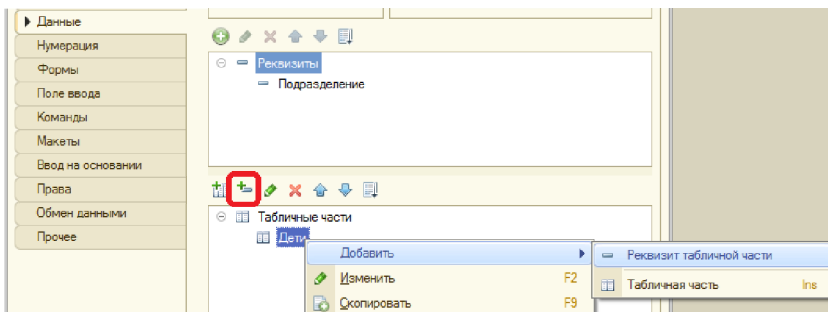 Данные
Нумерация
Формы
Поле ввода
Команды
Макеты
Ввод на основании
Права
Обмен данными
Прочее
Реквизиты
Подразделение
Табличные части
Дети
Добавить
Изменить F2
Скопировать F9
Реквизит табличной части
Табличная часть Ins